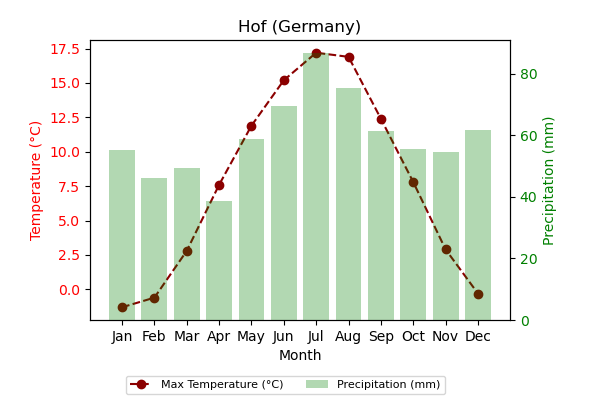 Hof (Germany)
17.5
15.0
12.5
10.0
7.5
5.0
2.5
0.0
Temperature (°C)
80
60
40
20
0
Precipitation (mm)
Jan Feb Mar Apr May Jun Jul Aug Sep Oct Nov Dec
Month
Max Temperature (°C) Precipitation (mm)